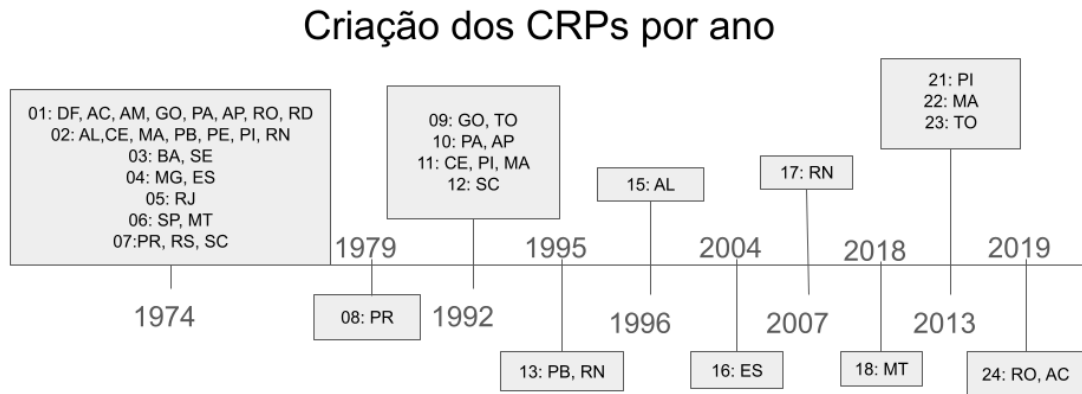 Criação dos CRPs por ano
01: DF, AC, AM, GO, PA, AP, RO, RD
02: AL,CE, MA, PB, PE, PI, RN
03: BA, SE
04: MG, ES
05: RJ
06: SP, MT
07:PR, RS, SC
1974
1979
08: PR
09: GO, TO
10: PA, AP
11: CE, PI, MA
12: SC
1992
1995
13: PB, RN
15: AL
1996
2004
16: ES
17: RN
2007
2018
18: MT
21: PI
22: MA
23: TO
2013
2019
24: RO, AC